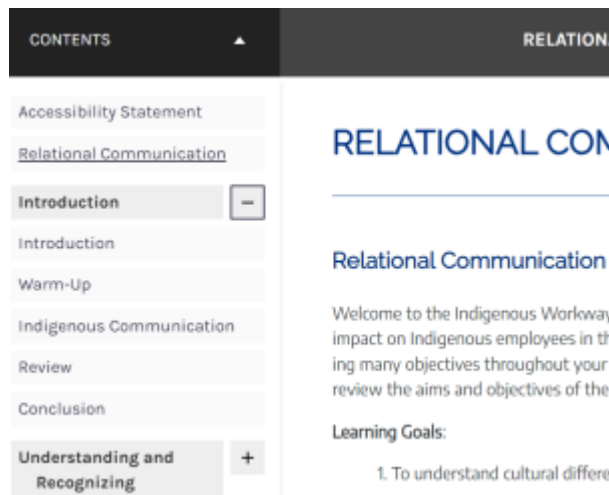 CONTENTS
RELATIONA
Accessibility Statement
Relational Communication
Introduction
Introduction
Warm-Up
Indigenous Communication
Review
Conclusion
Understanding and
Recognizing
RELATIONAL COM
Relational Communication
Welcome to the Indigenous Workway
impact on Indigenous employees in th
ing many objectives throughout your
review the aims and objectives of the
Learning Goals:
1. To understand cultural differe